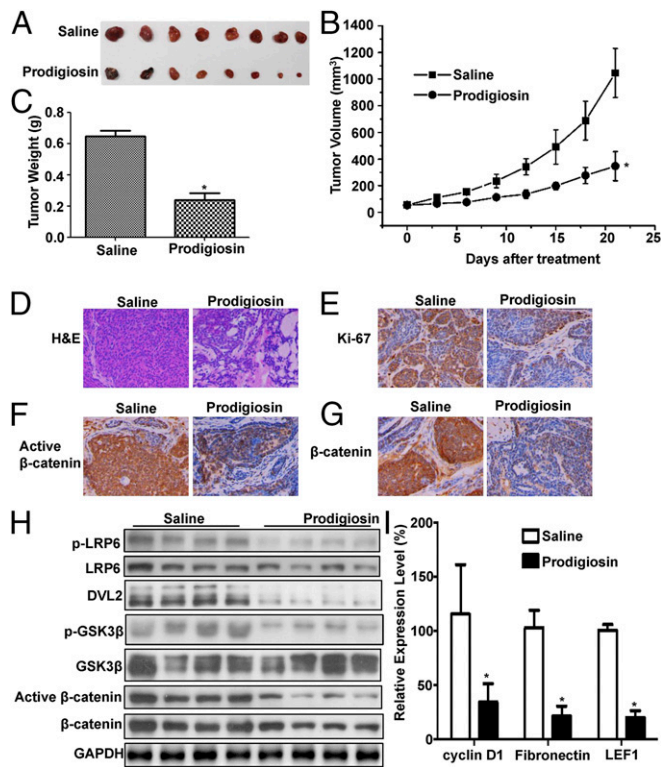 A
Saline
Prodigiosin
B
Tumor Volume (mm³)
1400
1200
1000
800
600
400
200
0
Saline
Prodigiosin
*
0 5 10 15 20 25
Days after treatment
C
Tumor Weight (g)
0.8
0.6
0.4
0.2
0.0
*
Saline Prodigiosin
D
Saline Prodigiosin
H&E
E
Saline Prodigiosin
Ki-67
F
Saline Prodigiosin
Active
β-catenin
G
Saline Prodigiosin
β-catenin
H
Saline Prodigiosin
p-LRP6
LRP6
DVL2
p-GSK3β
GSK3β
Active β-catenin
β-catenin
GAPDH
I
Relative Expression Level (%)
200
150
100
50
0
Saline
Prodigiosin
* * *
cyclin D1 Fibronectin LEF1